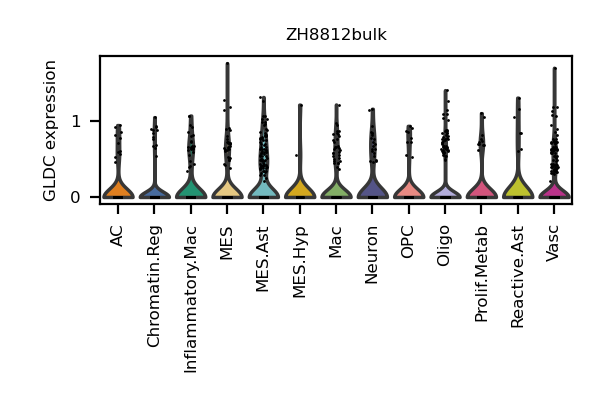 ZH8812bulk
GLDC expression
1
0
AC
Chromatin.Reg
Inflammatory.Mac
MES
MES.Ast
MES.Hyp
Mac
Neuron
OPC
Oligo
Prolif.Metab
Reactive.Ast
Vasc